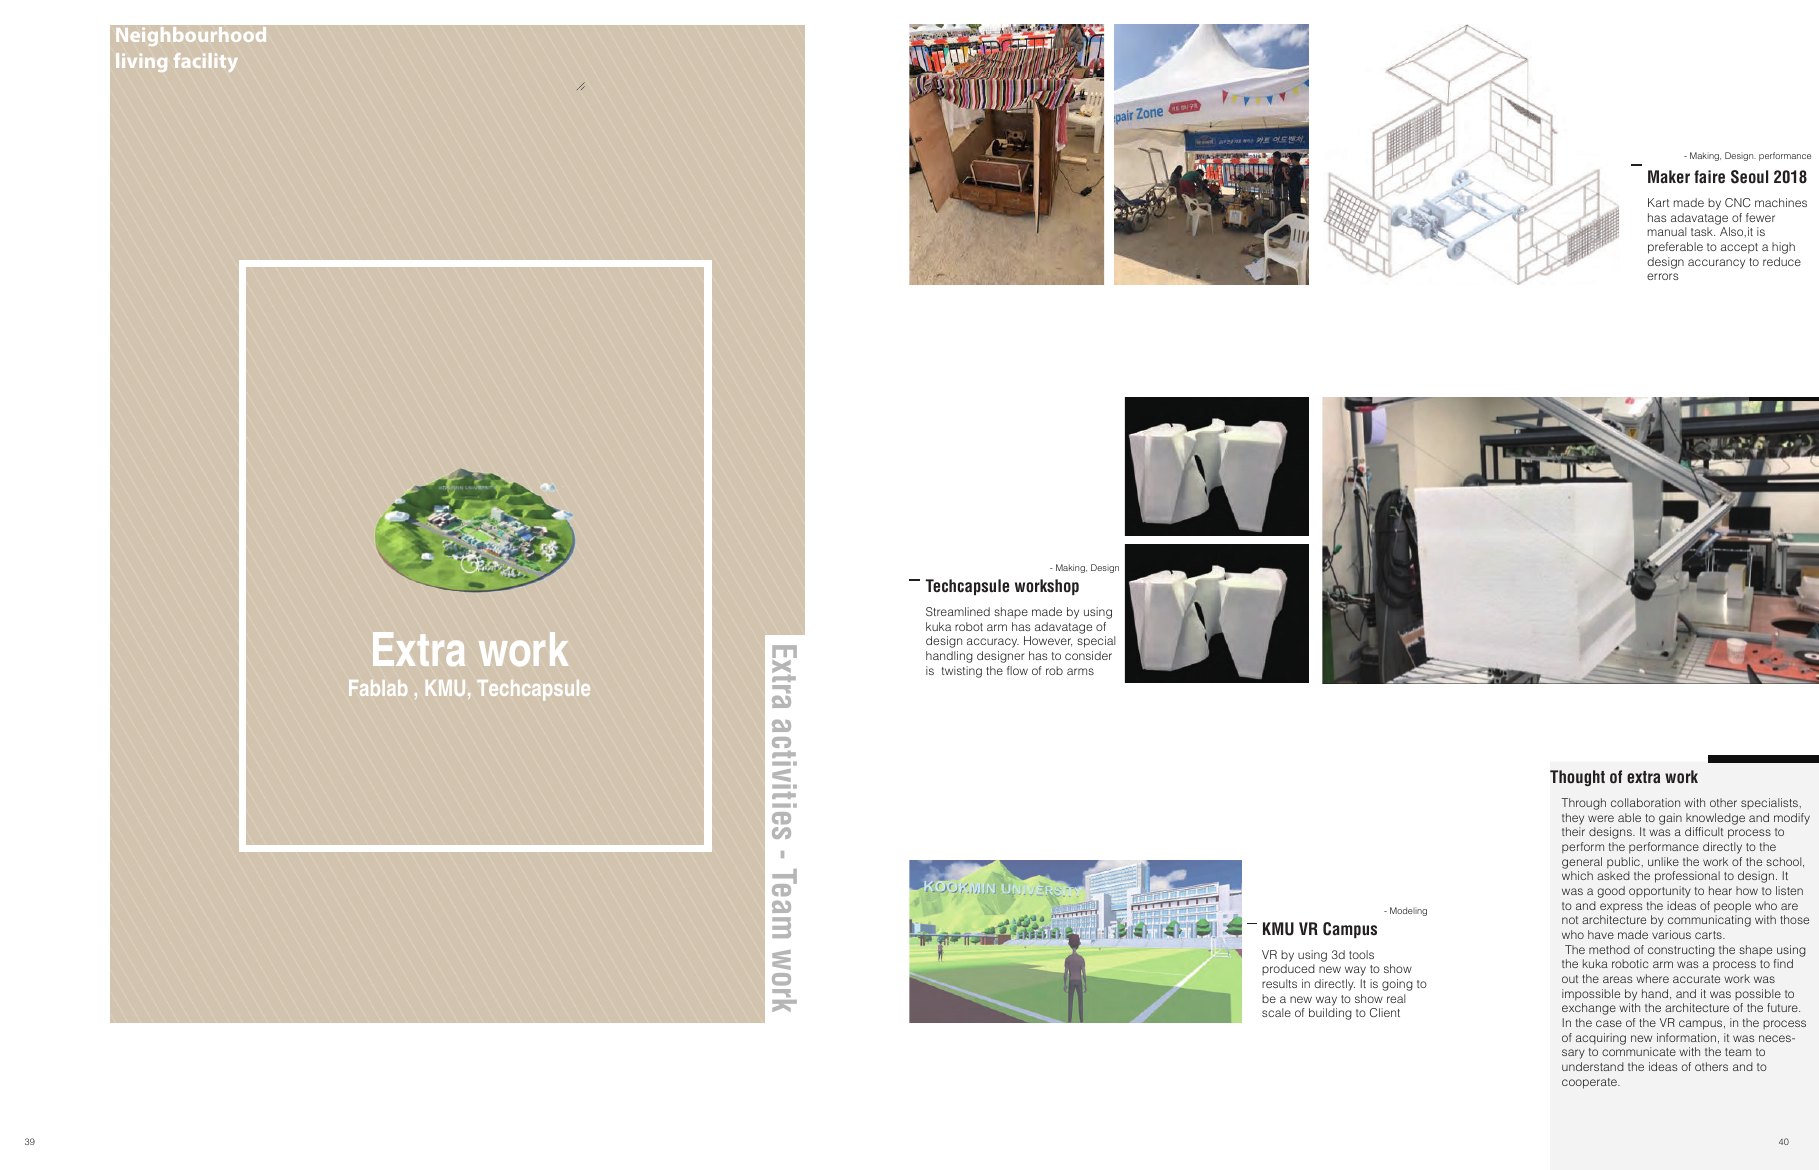 Neighbourhood
living facility
KOOKMIN UNIVERSITY
Extra work
Fablab , KMU, Techcapsule
Extra activities - Team work
39
epair Zone
- Making, Design. performance
Maker faire Seoul 2018
Kart made by CNC machines
has adavatage of fewer
manual task. Also,it is
preferable to accept a high
design accurancy to reduce
errors
- Making, Design
Techcapsule workshop
Streamlined shape made by using
kuka robot arm has adavatage of
design accuracy. However, special
handling designer has to consider
is  twisting the flow of rob arms
KOOKMIN UNIVERSITY
- Modeling
KMU VR Campus
VR by using 3d tools
produced new way to show
results in directly. It is going to
be a new way to show real
scale of building to Client
Thought of extra work
Through collaboration with other specialists,
they were able to gain knowledge and modify
their designs. It was a difficult process to
perform the performance directly to the
general public, unlike the work of the school,
which asked the professional to design. It
was a good opportunity to hear how to listen
to and express the ideas of people who are
not architecture by communicating with those
who have made various carts.
The method of constructing the shape using
the kuka robotic arm was a process to find
out the areas where accurate work was
impossible by hand, and it was possible to
exchange with the architecture of the future.
In the case of the VR campus, in the process
of acquiring new information, it was neces-
sary to communicate with the team to
understand the ideas of others and to
cooperate.
40